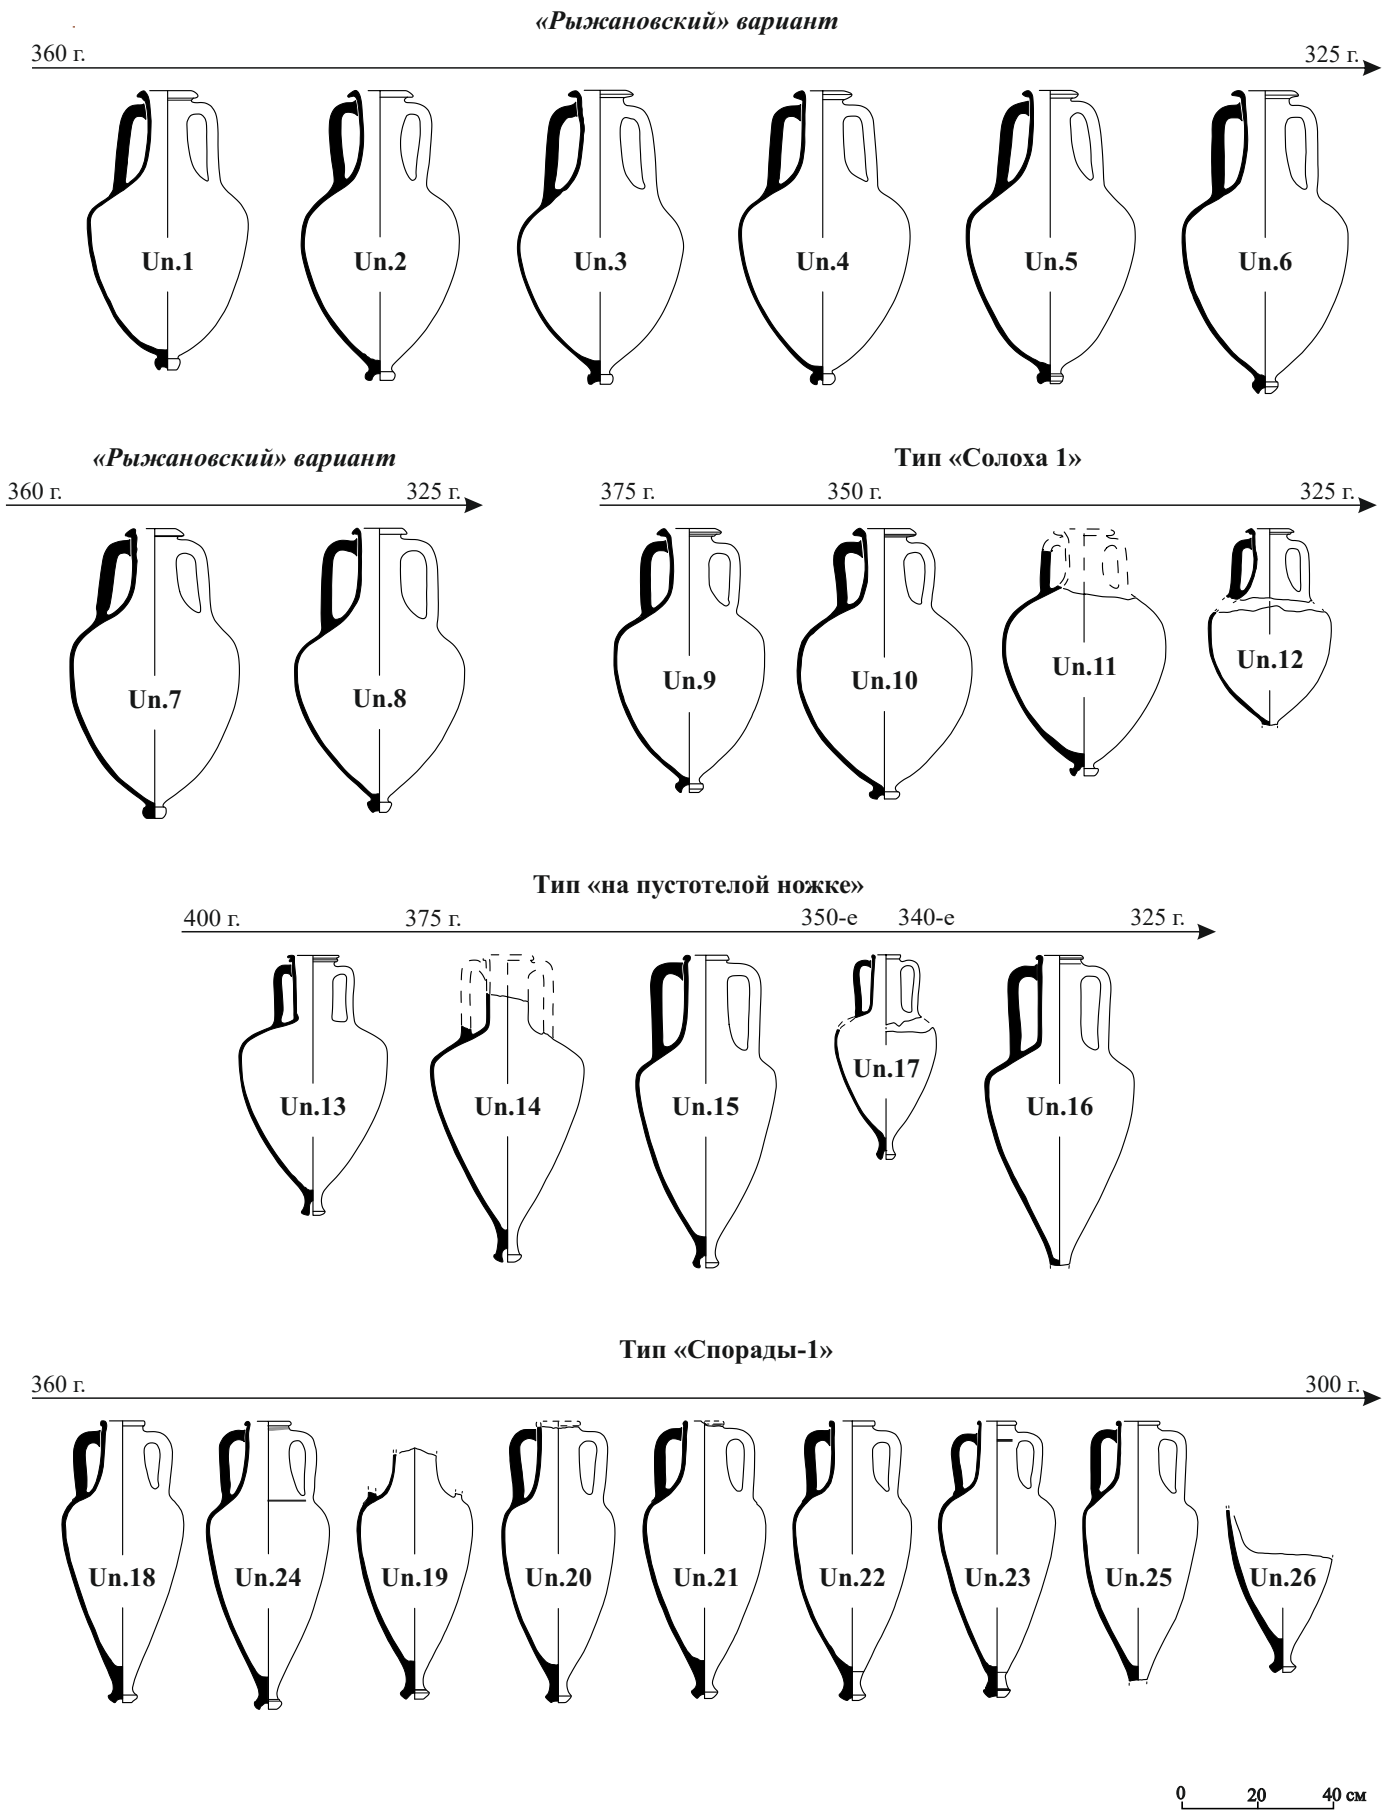 «Рыжановский» вариант
360 г. 325 г.
Un.1 Un.2 Un.3 Un.4 Un.5 Un.6
«Рыжановский» вариант Тип «Солоха 1»
360 г. 325 г. 375 г. 350 г. 325 г.
Un.7 Un.8 Un.9 Un.10 Un.11 Un.12
Тип «на пустотелой ножке»
400 г. 375 г. 350-е 340-е 325 г.
Un.13 Un.14 Un.15 Un.17 Un.16
Тип «Спорады-1»
360 г. 300 г.
Un.18 Un.24 Un.19 Un.20 Un.21 Un.22 Un.23 Un.25 Un.26
0 20 40 см